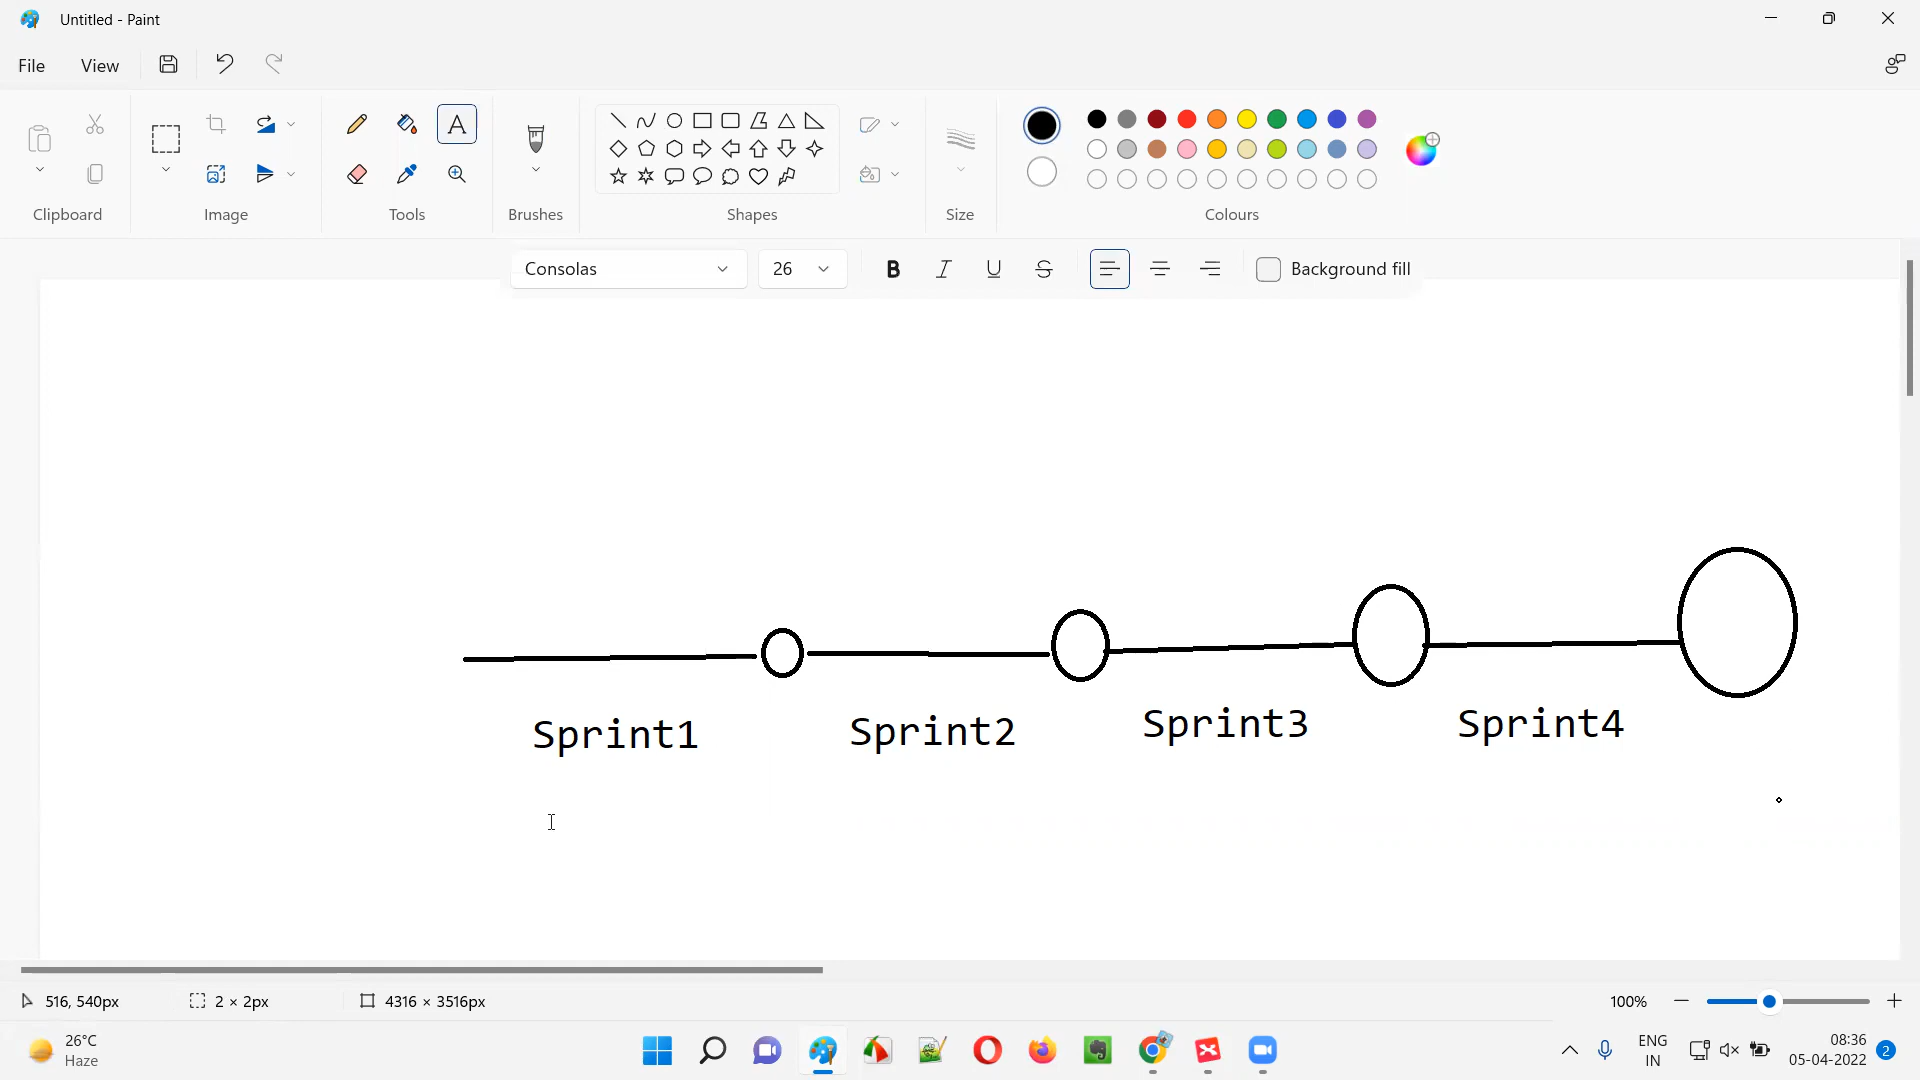 Untitled - Paint
File View
Clipboard Image Tools Brushes Shapes Size Colours
Consolas 26 B I U S Background fill
Sprint1 Sprint2 Sprint3 Sprint4
516, 540px 2 × 2px 4316 × 3516px 100%
26°C
Haze
ENG
IN
08:36
05-04-2022
2